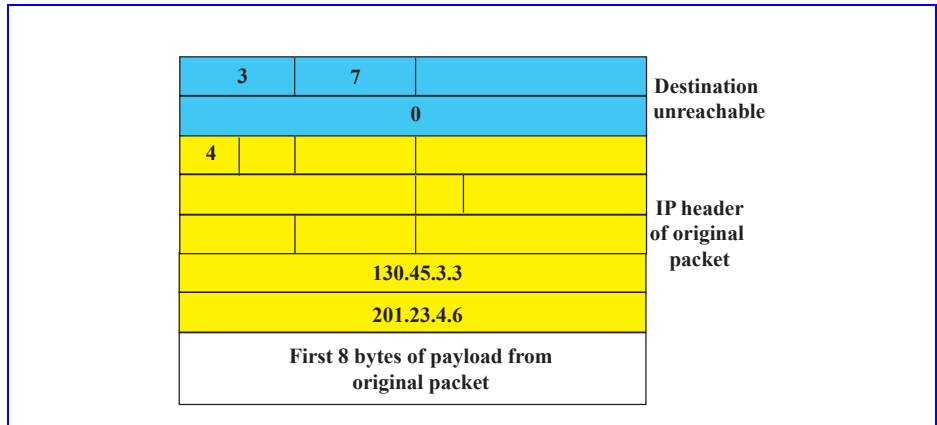 3 7
Destination
unreachable
0
4
IP header
of original
packet
130.45.3.3
201.23.4.6
First 8 bytes of payload from
original packet